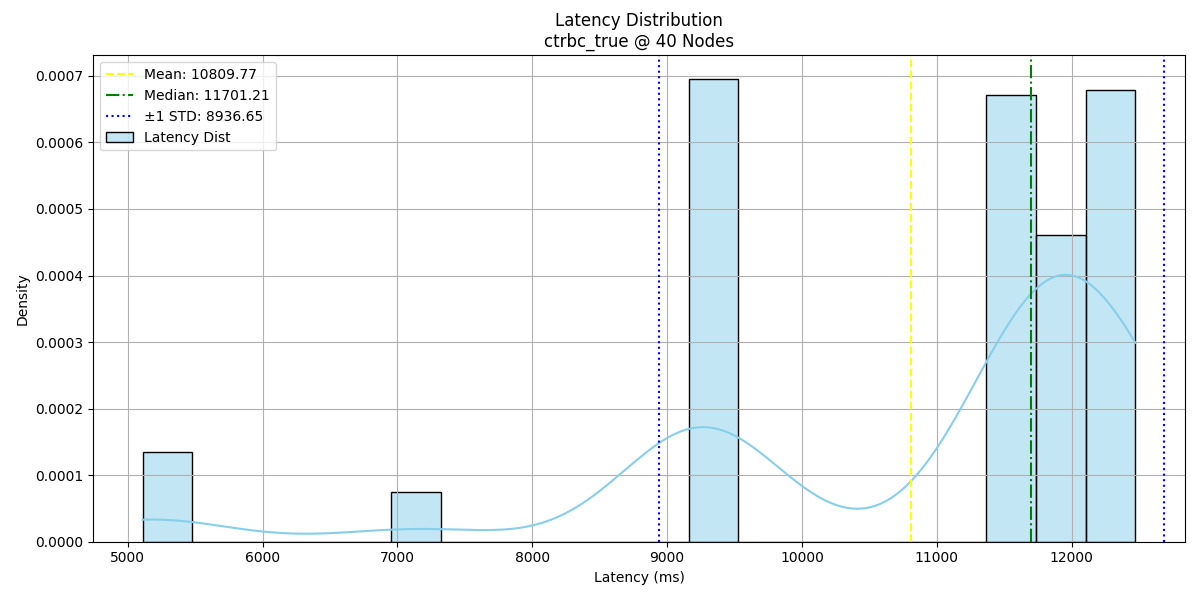 Latency Distribution
ctrbc_true @ 40 Nodes
Mean: 10809.77
Median: 11701.21
±1 STD: 8936.65
Latency Dist
Density
0.0007
0.0006
0.0005
0.0004
0.0003
0.0002
0.0001
0.0000
5000 6000 7000 8000 9000 10000 11000 12000
Latency (ms)